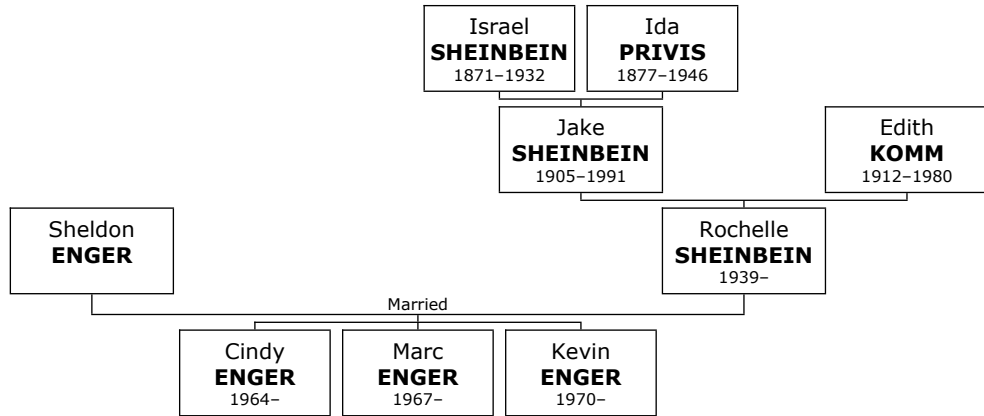 Israel
SHEINBEIN
1871–1932
Ida
PRIVIS
1877–1946
Jake
SHEINBEIN
1905–1991
Edith
KOMM
1912–1980
Sheldon
ENGER
Rochelle
SHEINBEIN
1939–
Married
Cindy
ENGER
1964–
Marc
ENGER
1967–
Kevin
ENGER
1970–